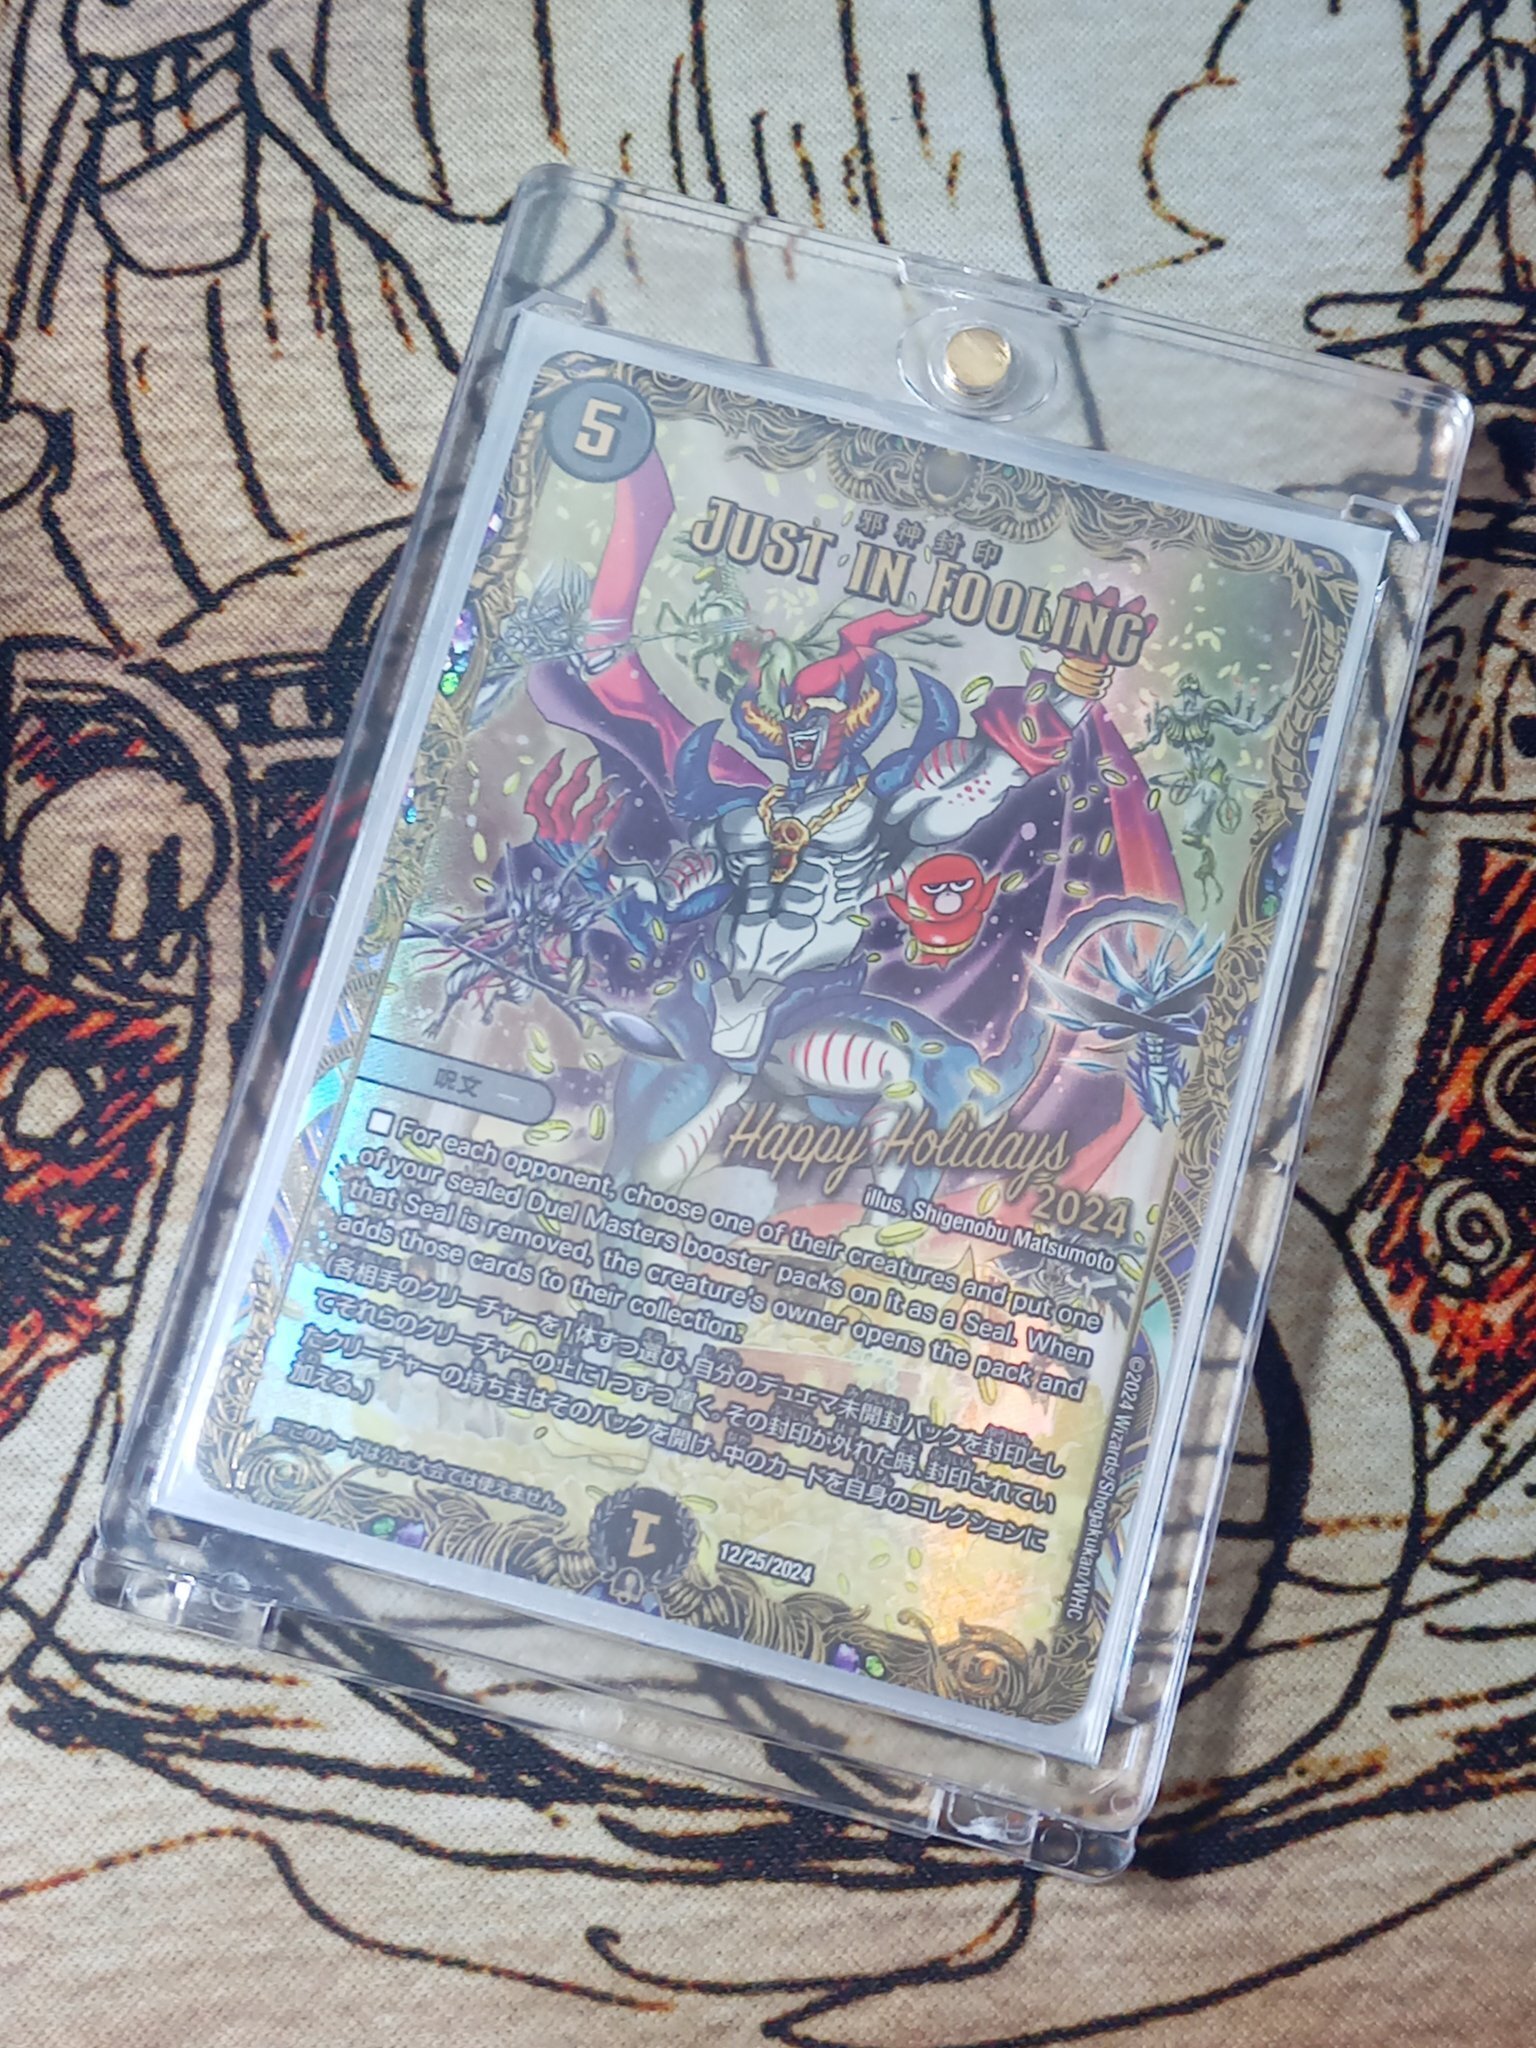 5
邪神封印
JUST IN FOOLING
呪文
Happy Holidays
2024
illus. Shigenobu Matsumoto
■ For each opponent, choose one of their creatures and put one
of your sealed Duel Masters booster packs on it as a Seal. When
that Seal is removed, the creature's owner opens the pack and
adds those cards to their collection.
(各相手のクリーチャーを1体ずつ選び、自分のデュエマ未開封パックを封印とし
てそれらのクリーチャーの上に1つずつ置く。その封印が外れた時、封印されてい
たクリーチャーの持ち主はそのパックを開け、中のカードを自身のコレクションに
加える。)
※このカードは公式大会では使えません。
1
12/25/2024
©2024 Wizards/Shogakukan/WHC